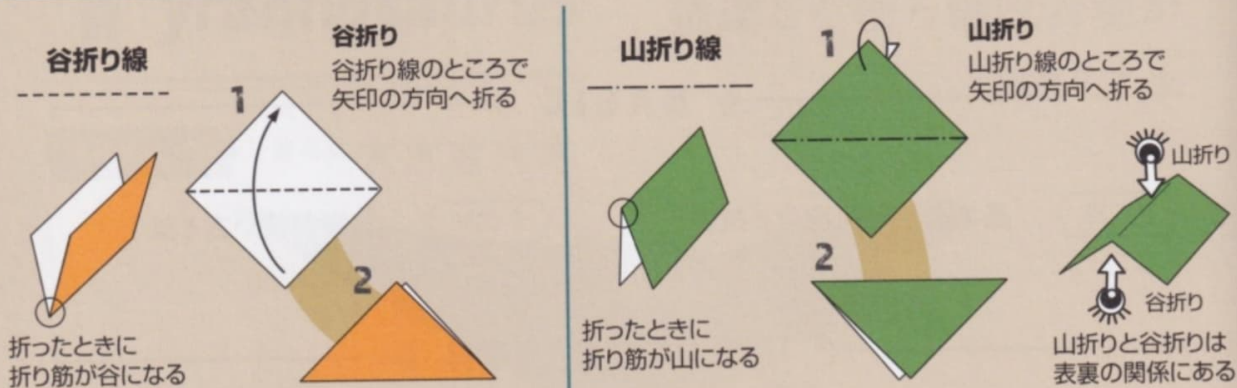 谷折り線
谷折り
谷折り線のところで
矢印の方向へ折る
1
2
折ったときに
折り筋が谷になる
山折り線
1
山折り
山折り線のところで
矢印の方向へ折る
2
折ったときに
折り筋が山になる
山折り
谷折り
山折りと谷折りは
表裏の関係にある